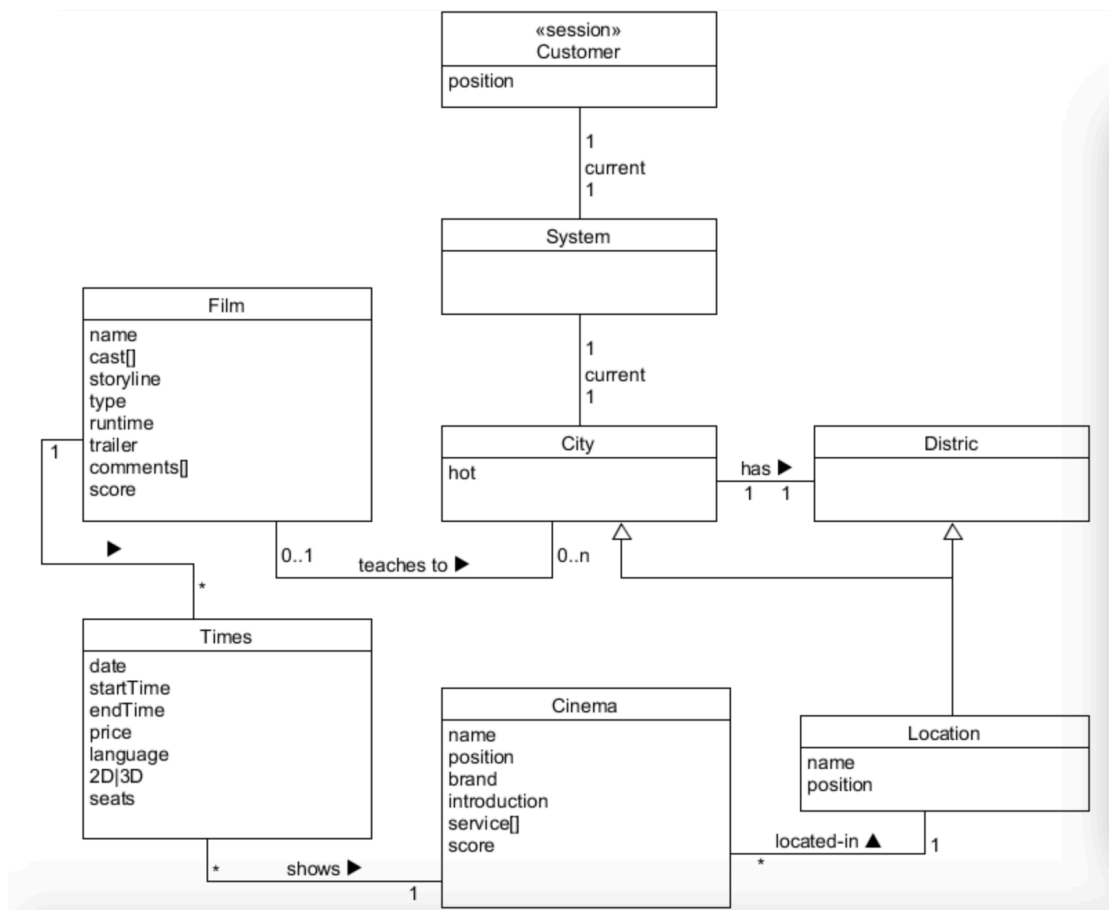 «session»
Customer
position
1
current
1
System
1
current
1
Film
name
cast[]
storyline
type
runtime
trailer
comments[]
score
City
hot
has ▶
1 1
Distric
1
▶
*
0..1
teaches to ▶
0..n
Times
date
startTime
endTime
price
language
2D|3D
seats
Cinema
name
position
brand
introduction
service[]
score
Location
name
position
located-in ▲
1
*
*
shows ▶
1